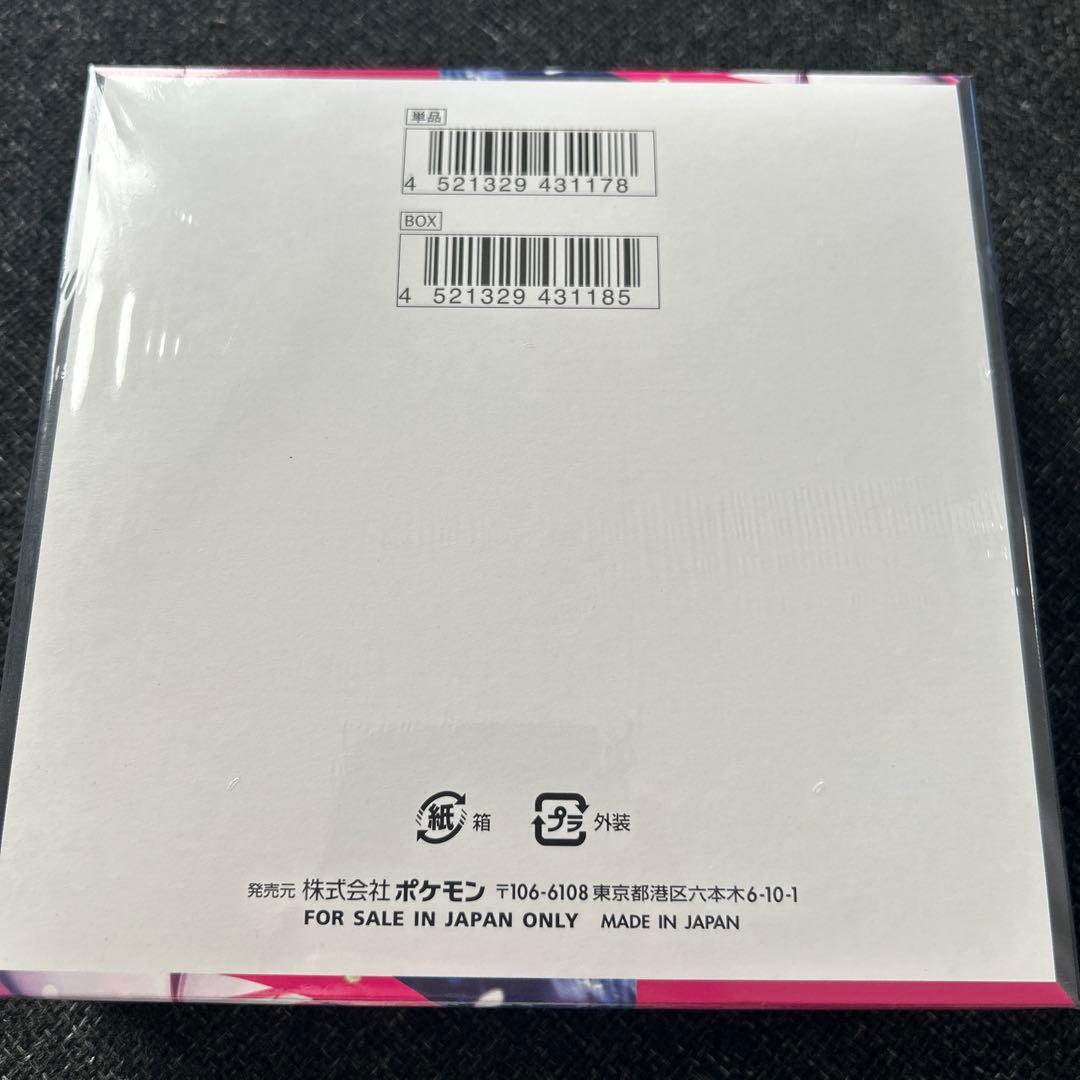 単品
4 521329 431178
BOX
4 521329 431185
紙 箱 プラ 外装
発売元 株式会社 ポケモン 〒106-6108 東京都港区六本木6-10-1
FOR SALE IN JAPAN ONLY MADE IN JAPAN